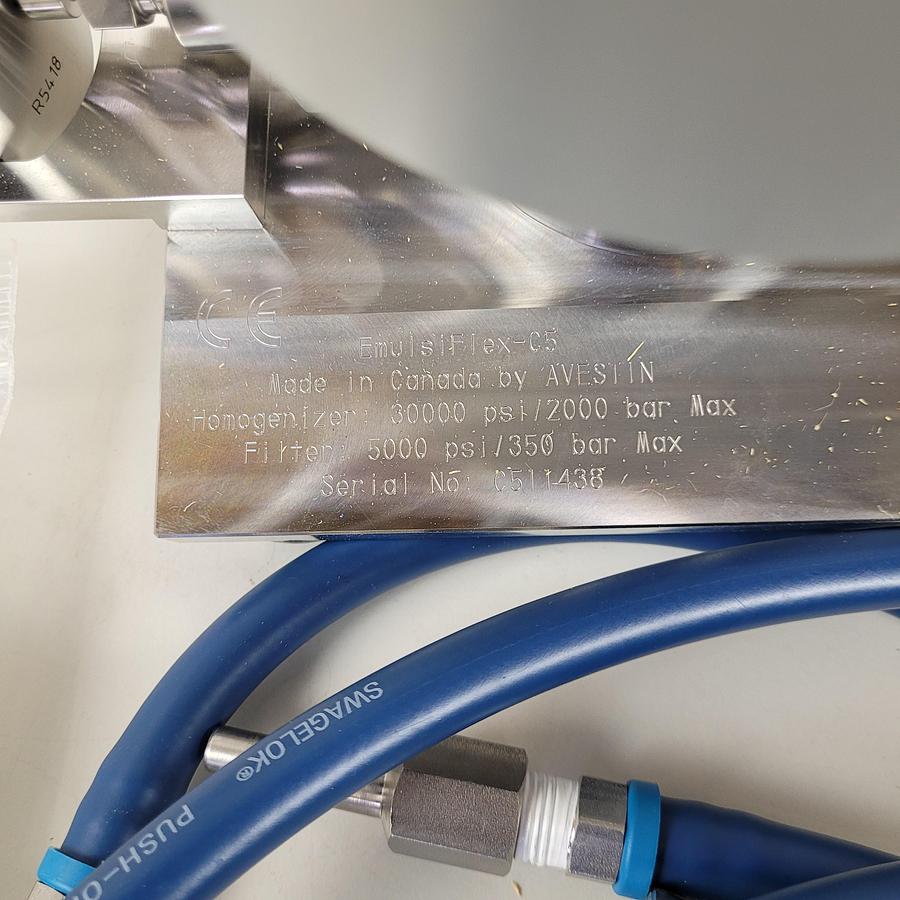 R5418
CE
EmulsiFlex-C5
Made in Canada by AVESTIN
Homogenizer: 30000 psi/2000 bar Max
Filter: 5000 psi/350 bar Max
Serial No: C511438
SWAGELOK®
PUSH-O